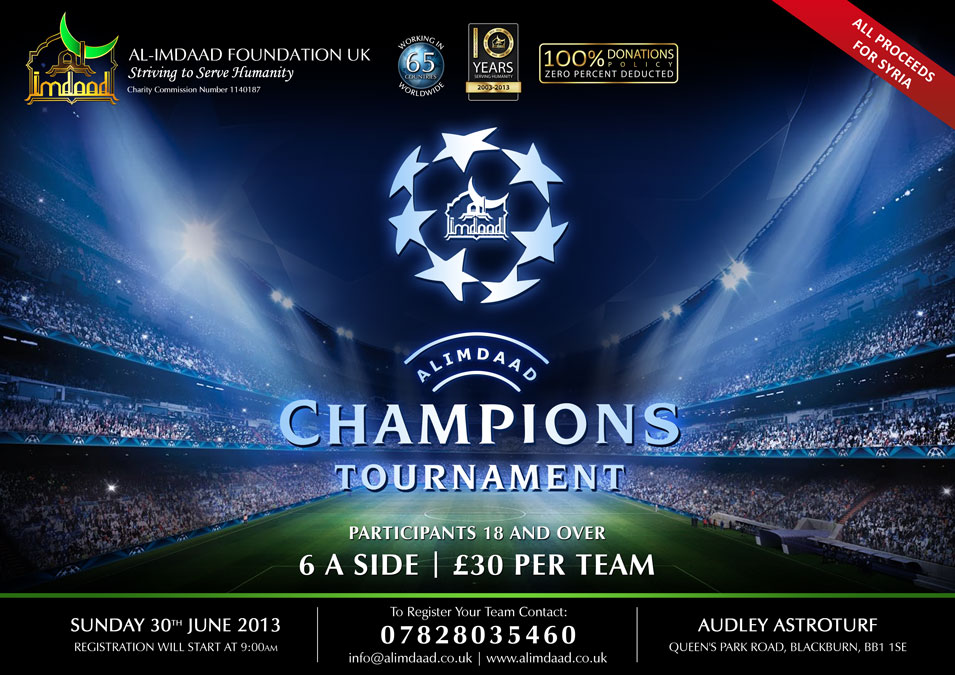 imdaad
AL-IMDAAD FOUNDATION UK
Striving to Serve Humanity
Charity Commission Number 1140187
WORKING IN
65
COUNTRIES
WORLDWIDE
10
YEARS
SERVING HUMANITY
2003-2013
100% DONATIONS
POLICY
ZERO PERCENT DEDUCTED
ALL PROCEEDS
FOR SYRIA
al
imdaad
ALIMDAAD
CHAMPIONS
TOURNAMENT
PARTICIPANTS 18 AND OVER
6 A SIDE | £30 PER TEAM
SUNDAY 30TH JUNE 2013
REGISTRATION WILL START AT 9:00AM
To Register Your Team Contact:
07828035460
info@alimdaad.co.uk | www.alimdaad.co.uk
AUDLEY ASTROTURF
QUEEN'S PARK ROAD, BLACKBURN, BB1 1SE